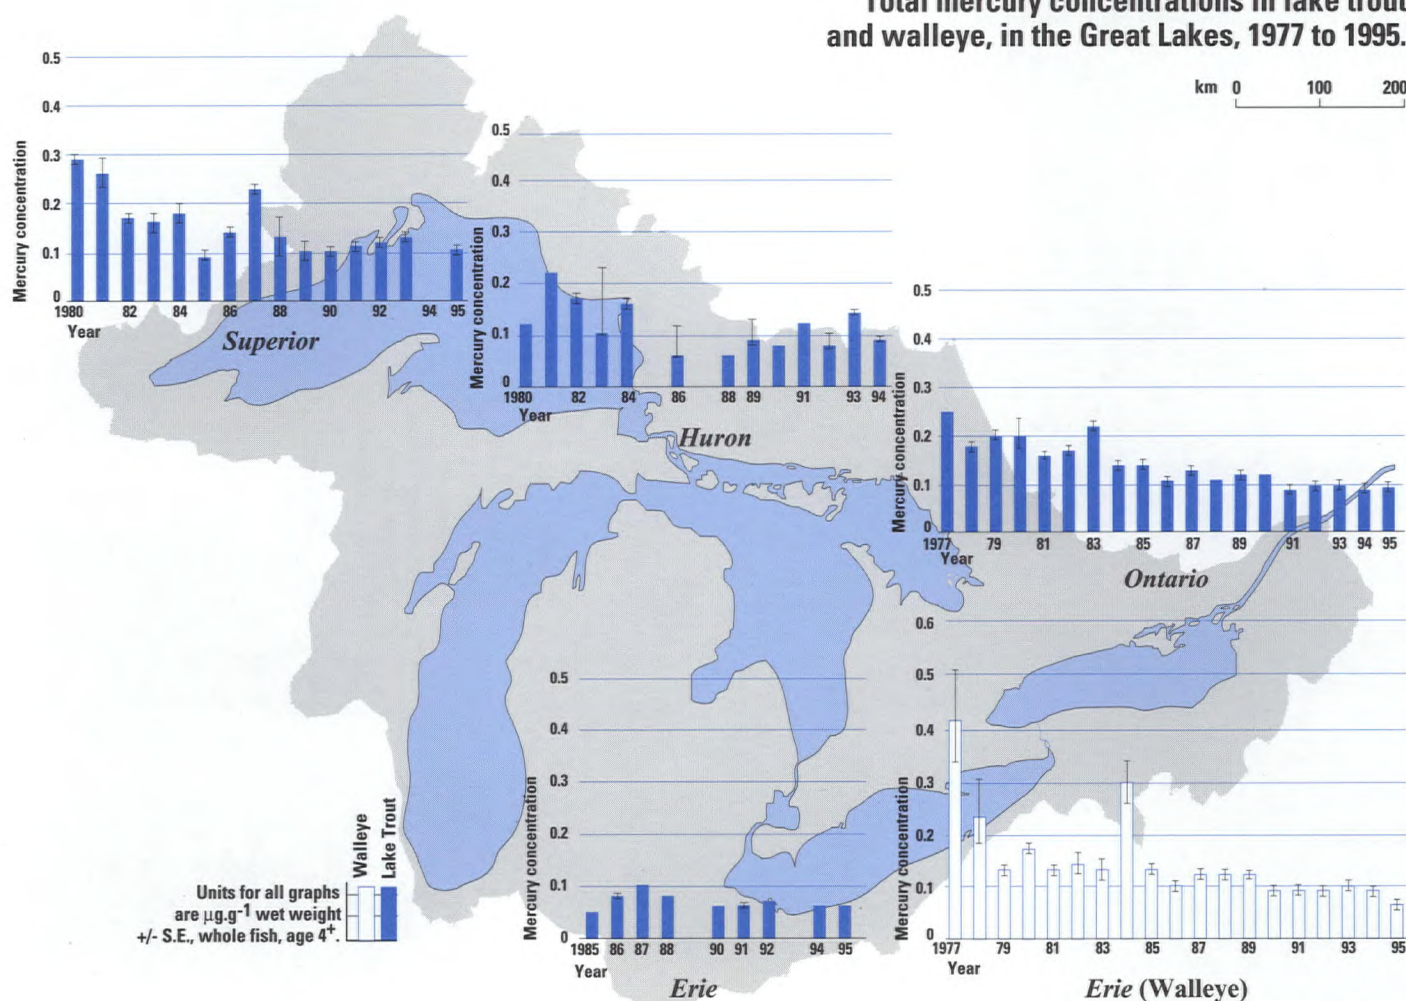 Total mercury concentrations in lake trout
and walleye, in the Great Lakes, 1977 to 1995.
km 0 100 200
0.5
0.4
0.3
0.2
0.1
0
Mercury concentration
1980 82 84 86 88 90 92 94 95
Year
Superior
0.5
0.4
0.3
0.2
0.1
0
Mercury concentration
1980 82 84 86 88 89 91 93 94
Year
Huron
0.5
0.4
0.3
0.2
0.1
0
Mercury concentration
1977 79 81 83 85 87 89 91 93 94 95
Year
Ontario
0.5
0.4
0.3
0.2
0.1
0
Mercury concentration
1985 86 87 88 90 91 92 94 95
Year
Erie
0.6
0.5
0.4
0.3
0.2
0.1
0
Mercury concentration
1977 79 81 83 85 87 89 91 93 95
Year
Erie (Walleye)
Walleye
Lake Trout
Units for all graphs
are µg.g-1 wet weight
+/- S.E., whole fish, age 4+.